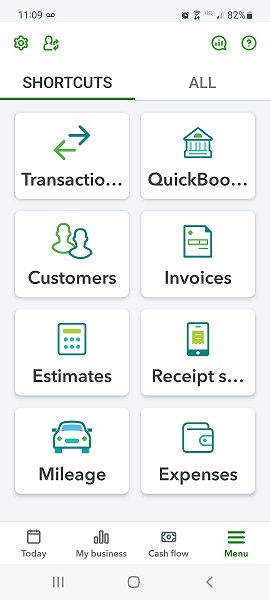 11:09
82%
SHORTCUTS ALL
Transactio... QuickBoo...
Customers Invoices
Estimates Receipt s...
Mileage Expenses
Today My business Cash flow Menu